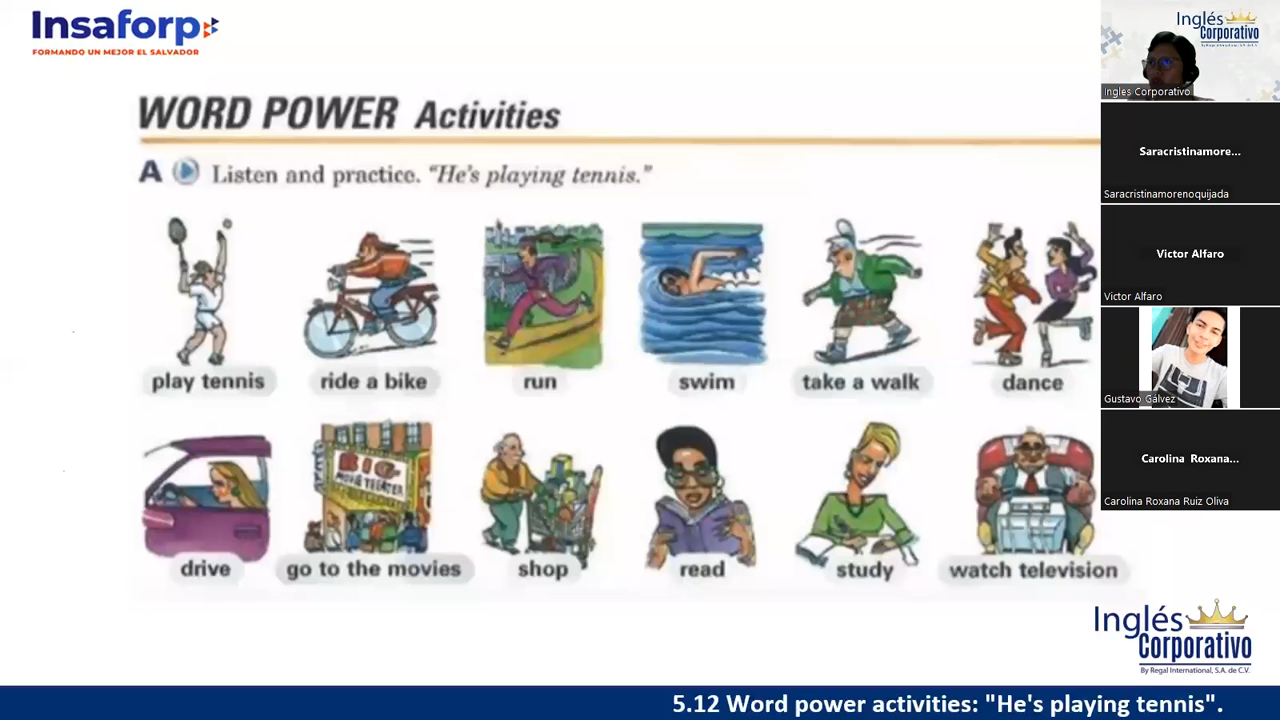 Insaforp
FORMANDO UN MEJOR EL SALVADOR
WORD POWER Activities
A Listen and practice. "He's playing tennis."
play tennis
ride a bike
run
swim
take a walk
dance
BIG
MOVIE THEATER
drive
go to the movies
shop
read
study
watch television
Inglés
Corporativo
By Regal International, S.A. de C.V.
5.12 Word power activities: "He's playing tennis".
Inglés
Corporativo
Ingles Corporativo
Saracristinamore...
Saracristinamorenoquijada
Victor Alfaro
Victor Alfaro
Gustavo Galvez
Carolina Roxana...
Carolina Roxana Ruiz Oliva